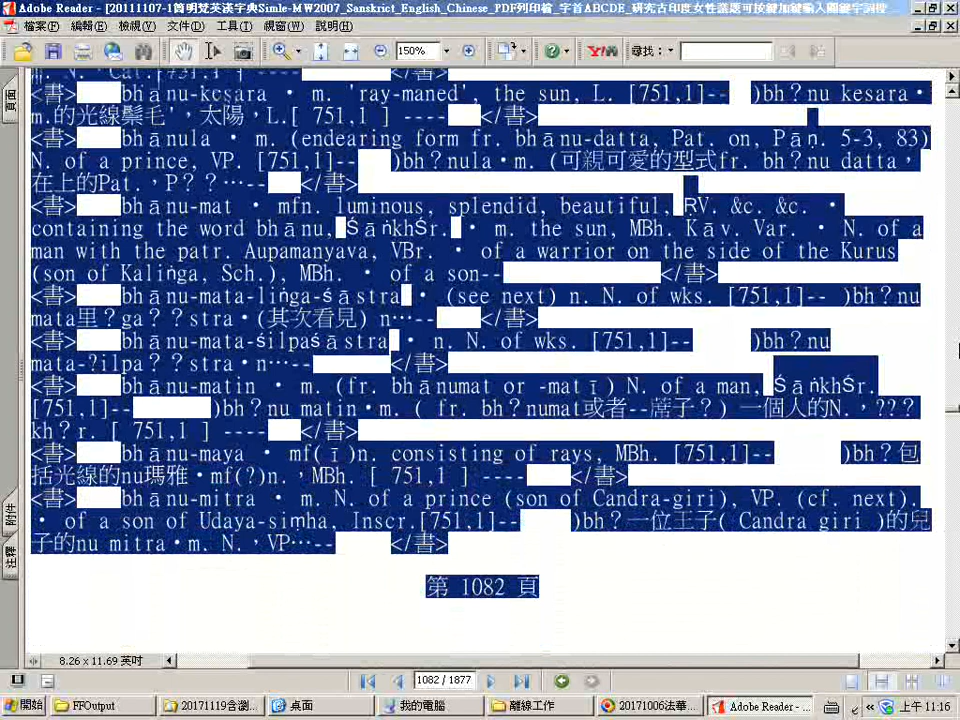 Adobe Reader - [20111107-1簡明梵英漢字典Simle-MW2007_Sanskrict_English_Chinese_PDF列印檔_字首ABCDE_研究古印度女性議題可按鍵加鍵輸入關鍵字詞搜
檔案(F) 編輯(E) 檢視(V) 文件(D) 工具(T) 視窗(W) 說明(H)
150% Y! 尋找：
頁面
m. N. Cat.[751,1 ] ---- </書>
<書> bhānu-kesara · m. 'ray-maned', the sun, L. [751,1]-- )bh？nu kesara·
m.的光線鬃毛'，太陽，L.[ 751,1 ] ---- </書>
<書> bhānula · m. (endearing form fr. bhānu-datta, Pat. on, Pāṇ. 5-3, 83)
N. of a prince, VP. [751,1]-- )bh？nula·m. (可親可愛的型式fr. bh？nu datta，
在上的Pat.，P？？…-- </書>
<書> bhānu-mat · mfn. luminous, splendid, beautiful, ṚV. &c. &c. ·
containing the word bhānu, ŚāṅkhŚr. · m. the sun, MBh. Kāv. Var. · N. of a
man with the patr. Aupamanyava, VBr. · of a warrior on the side of the Kurus
(son of Kaliṅga, Sch.), MBh. · of a son-- </書>
<書> bhānu-mata-liṅga-śāstra · (see next) n. N. of wks. [751,1]-- )bh？nu
mata里？ga？？stra·(其次看見) n…-- </書>
<書> bhānu-mata-śilpaśāstra · n. N. of wks. [751,1]-- )bh？nu
mata-?ilpa？？stra·n…-- </書>
<書> bhānu-matin · m. (fr. bhānumat or -matī) N. of a man, ŚāṅkhŚr.
[751,1]-- )bh？nu matin·m. ( fr. bh？numat或者--蓆子？) 一個人的N.，??？
kh？r. [ 751,1 ] ---- </書>
<書> bhānu-maya · mf(ī)n. consisting of rays, MBh. [751,1]-- )bh？包
括光線的nu瑪雅·mf(?)n.，MBh. [ 751,1 ] ---- </書>
<書> bhānu-mitra · m. N. of a prince (son of Candra-giri), VP. (cf. next).
· of a son of Udaya-siṃha, Inscr.[751,1]-- )bh？一位王子( Candra giri )的兒
子的nu mitra·m. N.，VP…-- </書>
第 1082 頁
附件
注釋
8.26 x 11.69 英吋
1082 / 1877
開始 FFOutput 20171119含瀏... 桌面 我的電腦 離線工作 20171006法華... Adobe Reader - ... 上午 11:16